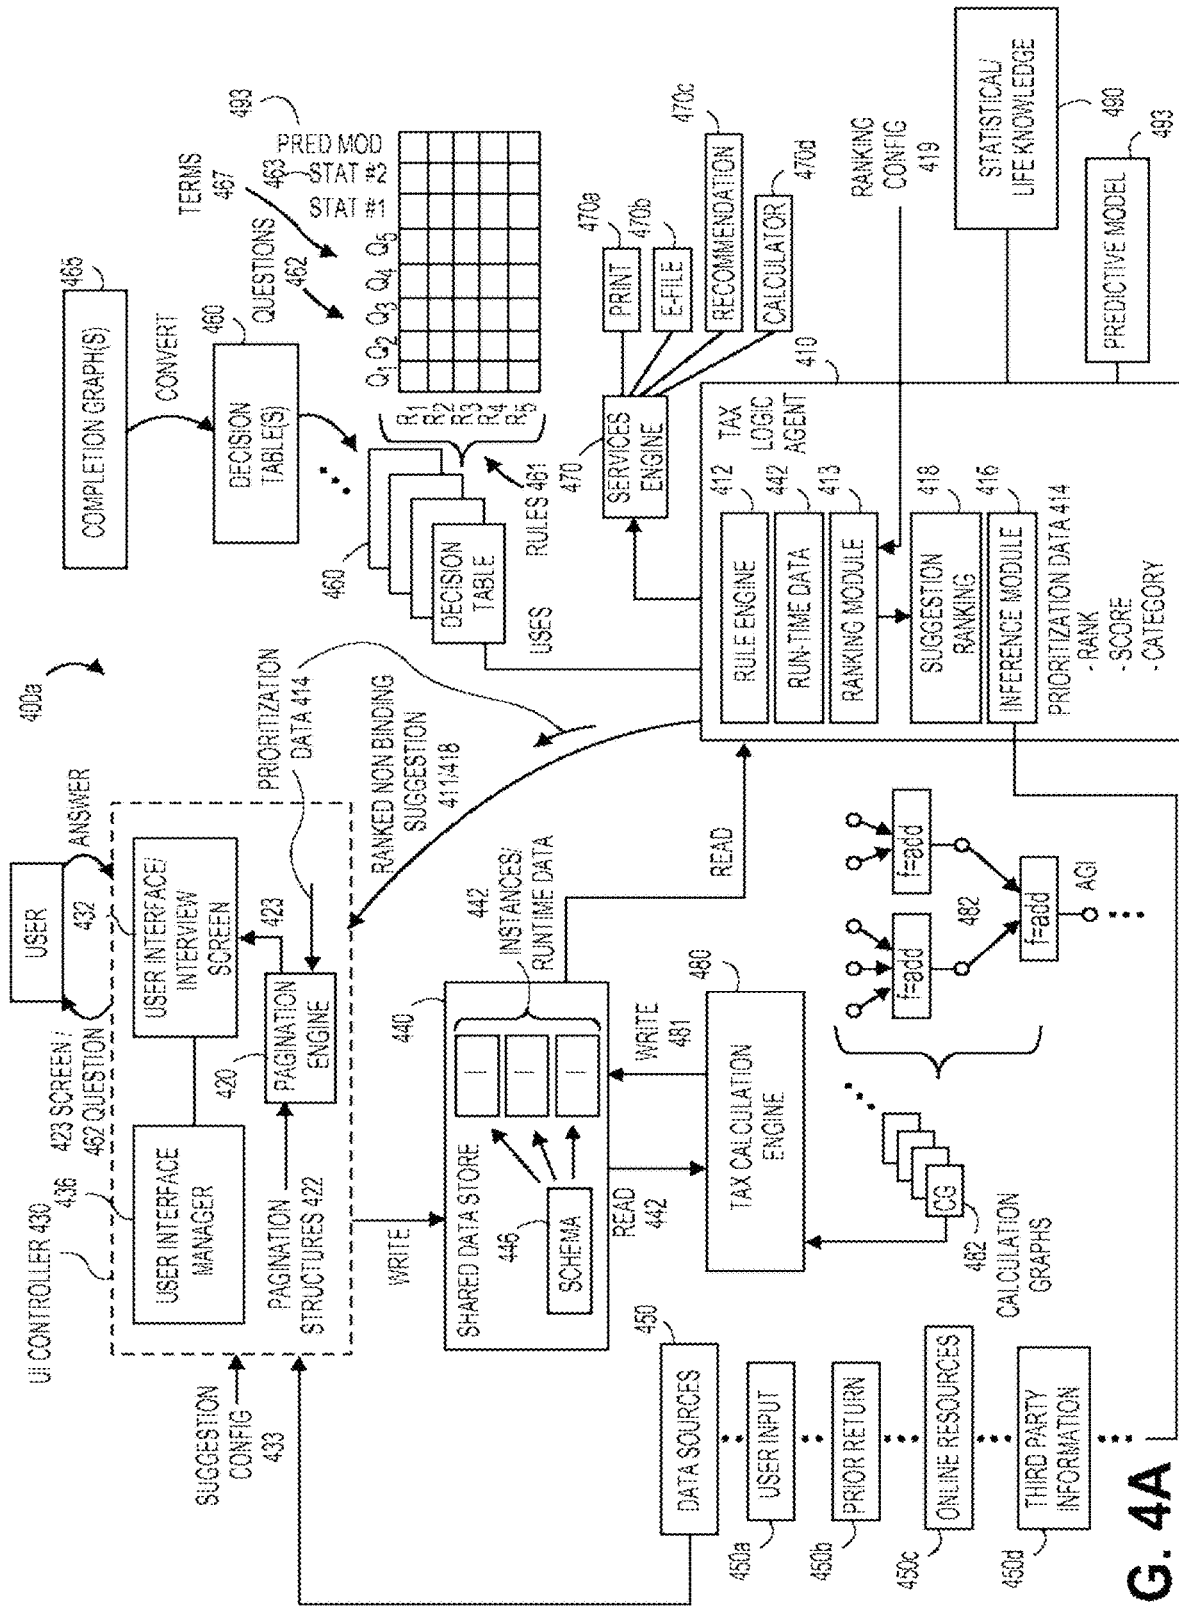 400a
USER
ANSWER
423 SCREEN /
462 QUESTION
432
436
UI CONTROLLER 430
USER INTERFACE
MANAGER
USER INTERFACE/
INTERVIEW
SCREEN
423
420
PAGINATION
ENGINE
PAGINATION
STRUCTURES 422
SUGGESTION
CONFIG
433
PRIORITIZATION
DATA 414
RANKED NON BINDING
SUGGESTION
411/418
WRITE
440
SHARED DATA STORE
446
SCHEMA
I
I
I
442
INSTANCES/
RUNTIME DATA
READ
READ
442
WRITE
481
480
TAX CALCULATION
ENGINE
CG
482
CALCULATION
GRAPHS
f=add
f=add
482
f=add
AGI
450
DATA SOURCES
450a
USER INPUT
450b
PRIOR RETURN
450c
ONLINE RESOURCES
450d
THIRD PARTY
INFORMATION
465
COMPLETION GRAPH(S)
CONVERT
460
DECISION
TABLE(S)
QUESTIONS
462
TERMS
467
463
493
Q1 Q2 Q3 Q4 Q5 STAT #1 STAT #2 PRED MOD
R1
R2
R3
R4
R5
RULES 461
460
DECISION
TABLE
USES
470
SERVICES
ENGINE
470a
PRINT
470b
E-FILE
470c
RECOMMENDATION
470d
CALCULATOR
410
TAX
LOGIC
AGENT
412
RULE ENGINE
442
RUN-TIME DATA
413
RANKING MODULE
418
SUGGESTION
RANKING
416
INFERENCE MODULE
PRIORITIZATION DATA 414
- RANK
- SCORE
- CATEGORY
RANKING
CONFIG
419
STATISTICAL/
LIFE KNOWLEDGE
490
PREDICTIVE MODEL
493
G. 4A